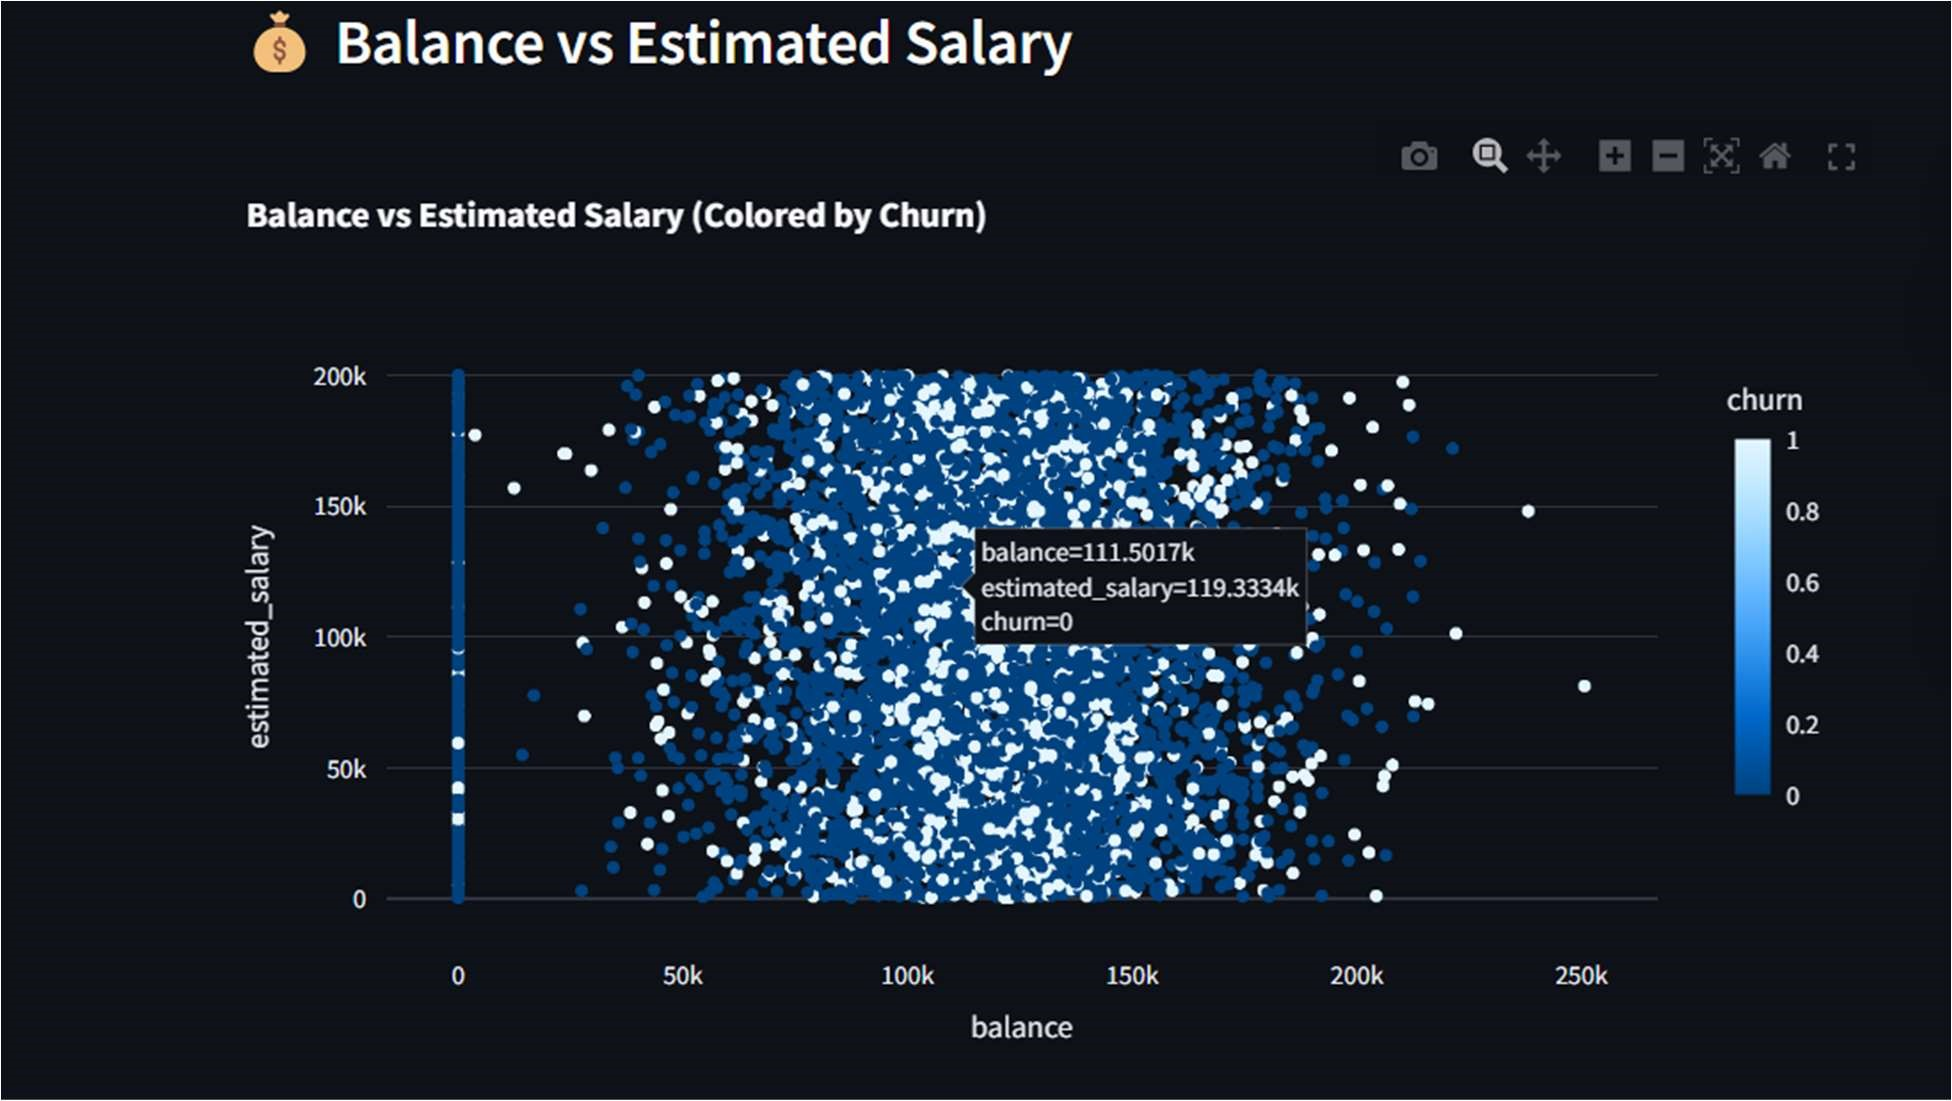 Balance vs Estimated Salary
Balance vs Estimated Salary (Colored by Churn)
200k
150k
100k
50k
0
estimated_salary
balance=111.5017k
estimated_salary=119.3334k
churn=0
churn
1
0.8
0.6
0.4
0.2
0
0 50k 100k 150k 200k 250k
balance